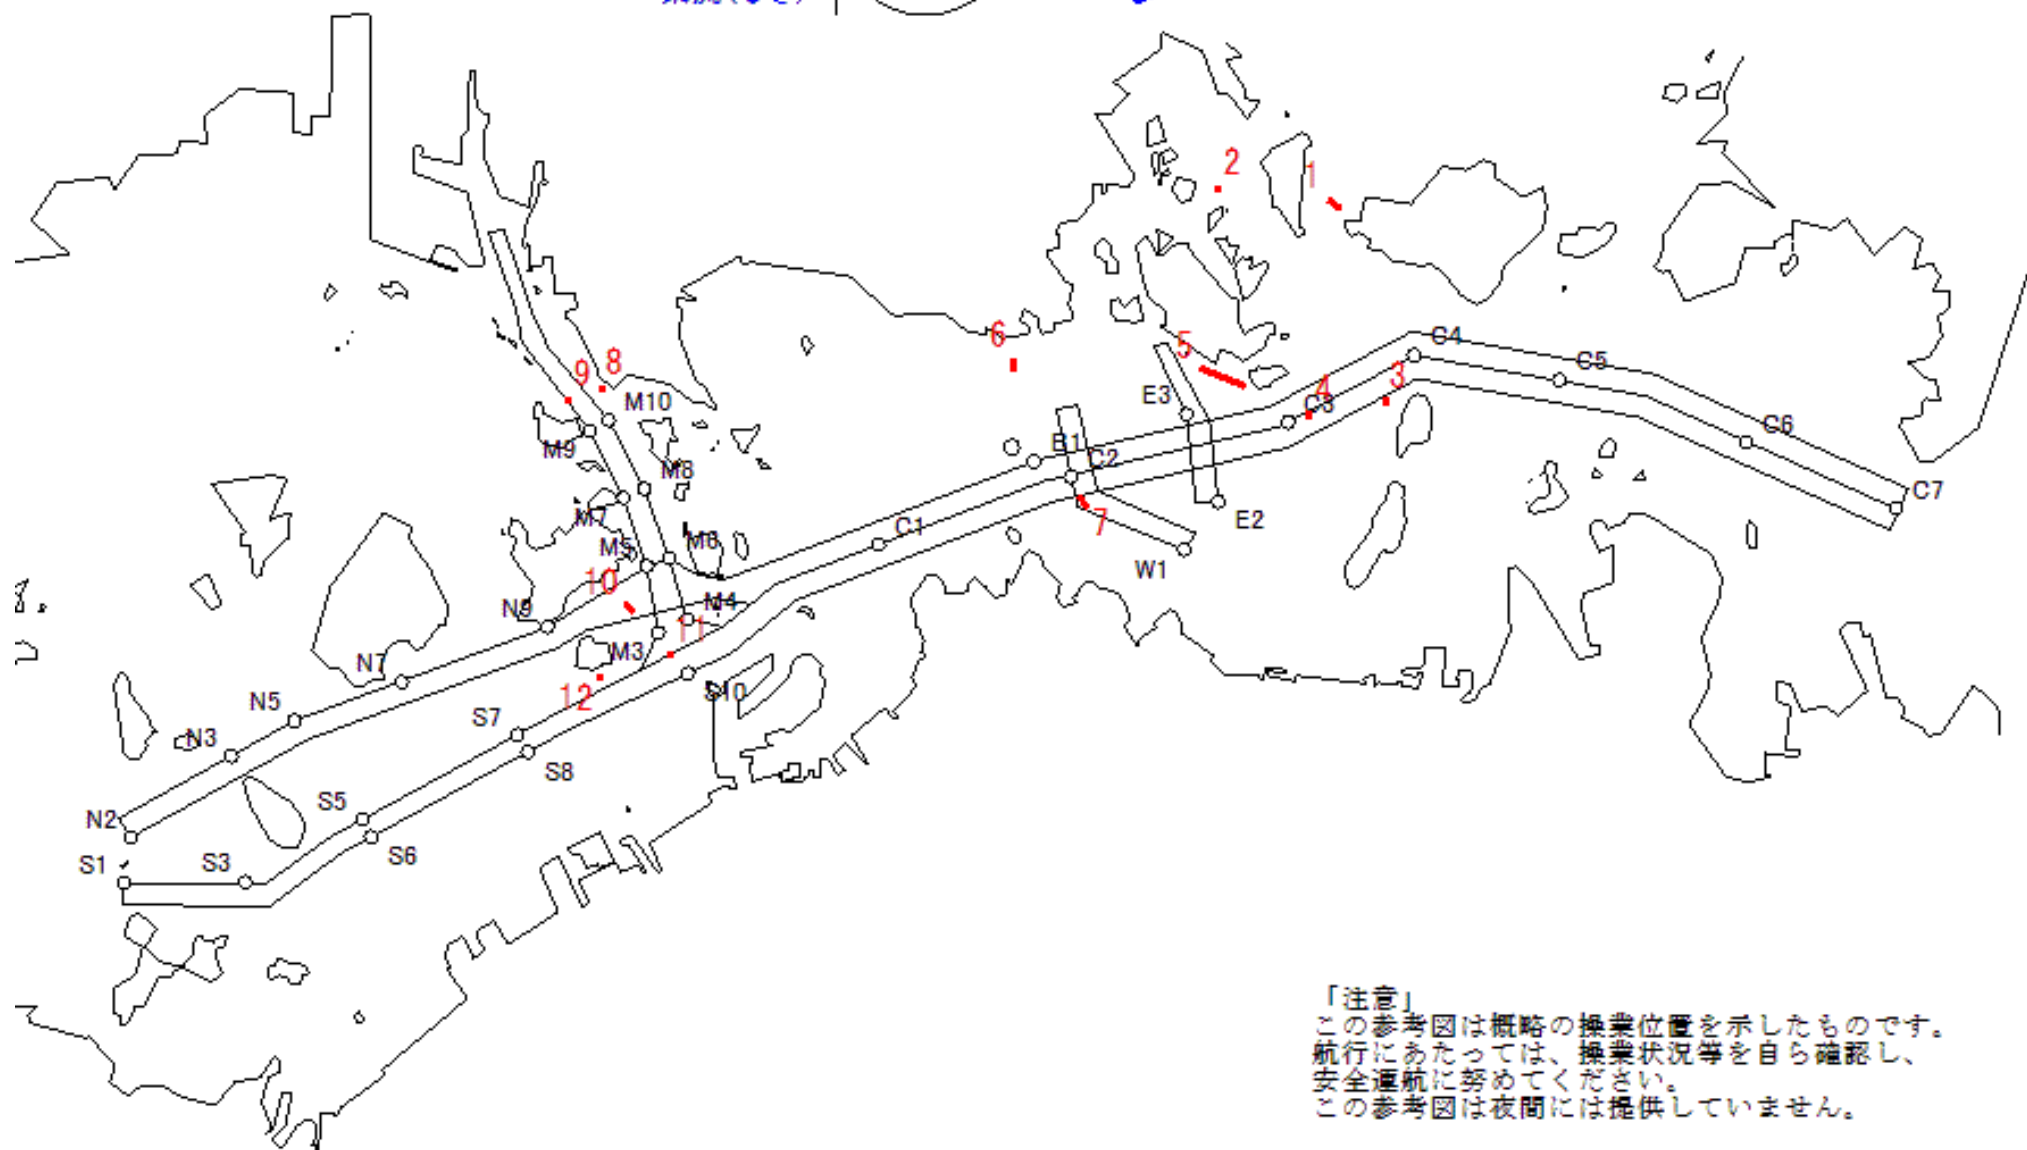 2
1
C4
6
5
C5
3
8
9
4
E3
C3
M10
C6
B1
M9
C2
M8
C7
M7
E2
7
C1
M6
M5
W1
10
M4
N9
11
M3
N7
12
S10
N5
S7
N3
S8
S5
N2
S6
S1
S3
「注意」
この参考図は概略の操業位置を示したものです。
航行にあたっては、操業状況等を自ら確認し、
安全運航に努めてください。
この参考図は夜間には提供していません。